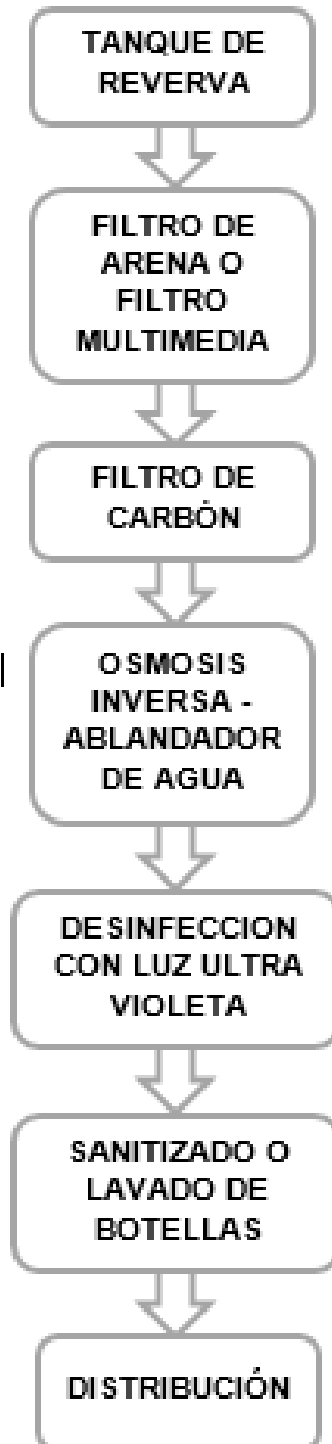 TANQUE DE
REVERVA
FILTRO DE
ARENA O
FILTRO
MULTIMEDIA
FILTRO DE
CARBÓN
OSMOSIS
INVERSA -
ABLANDADOR
DE AGUA
DESINFECCION
CON LUZ ULTRA
VIOLETA
SANITIZADO O
LAVADO DE
BOTELLAS
DISTRIBUCIÓN